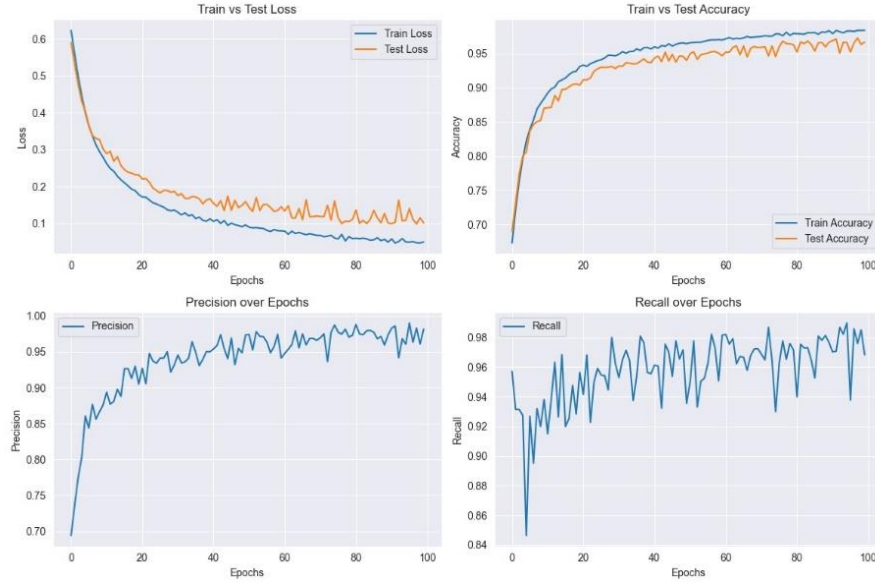 Train vs Test Loss
Train Loss
Test Loss
0.6
0.5
0.4
0.3
0.2
0.1
Loss
0
20
40
60
80
100
Epochs
Train vs Test Accuracy
0.95
0.90
0.85
0.80
0.75
0.70
Accuracy
Train Accuracy
Test Accuracy
0
20
40
60
80
100
Epochs
Precision over Epochs
Precision
1.00
0.95
0.90
0.85
0.80
0.75
0.70
Precision
0
20
40
60
80
100
Epochs
Recall over Epochs
Recall
0.98
0.96
0.94
0.92
0.90
0.88
0.86
0.84
Recall
0
20
40
60
80
100
Epochs